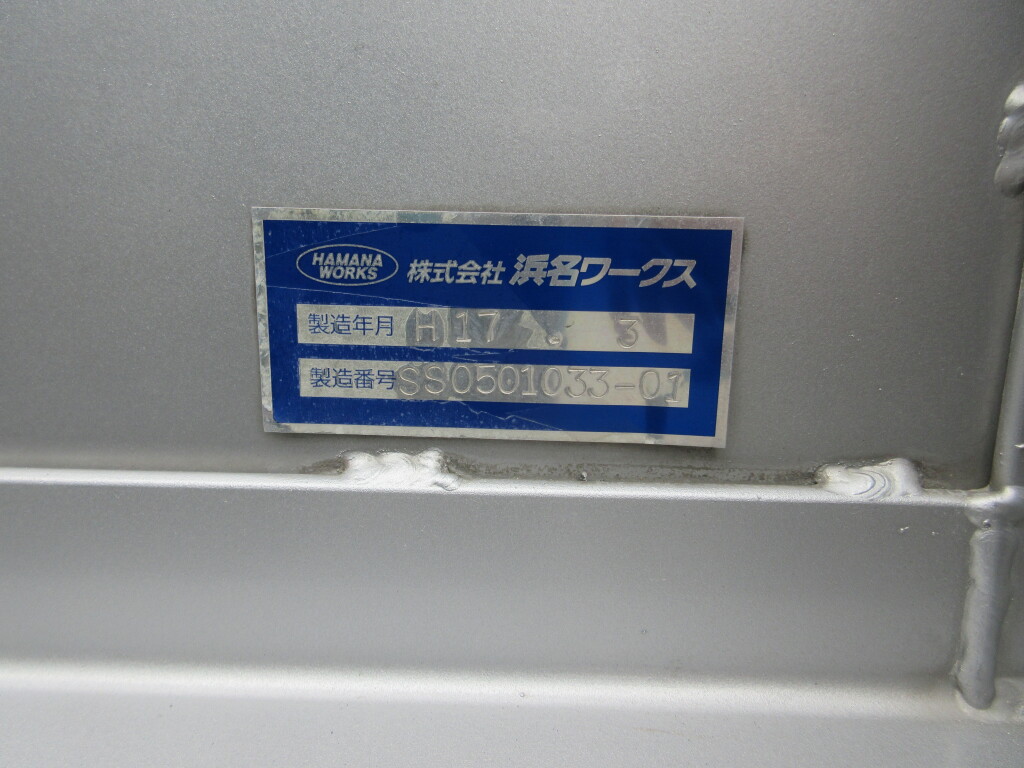 HAMANA
WORKS
株式会社 浜名ワークス
製造年月 H 17 . 3
製造番号 SS0501033-01